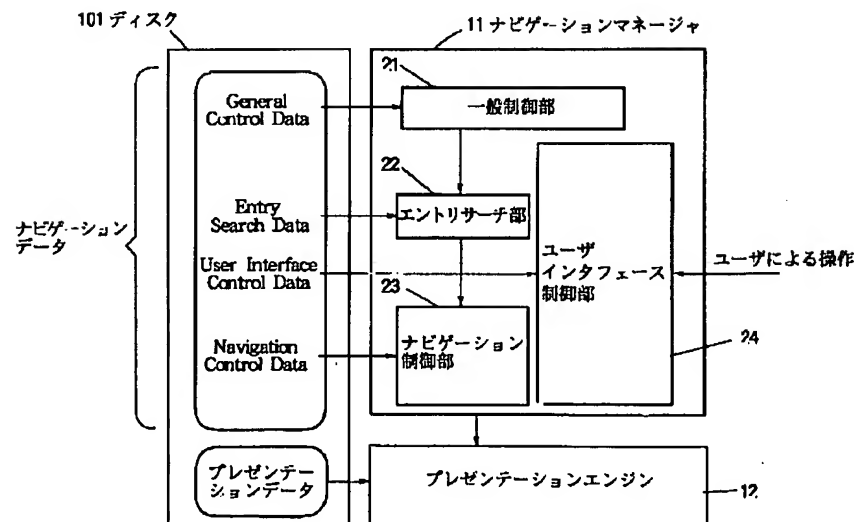 101 ディスク
11 ナビゲーションマネージャ
21
General
Control Data
一般制御部
22
Entry
Search Data
エントリサーチ部
ナビゲーション
データ
User Interface
Control Data
ユーザ
インタフェース
制御部
ユーザによる操作
23
Navigation
Control Data
ナビゲーション
制御部
24
プレゼンテー
ションデータ
プレゼンテーションエンジン
12